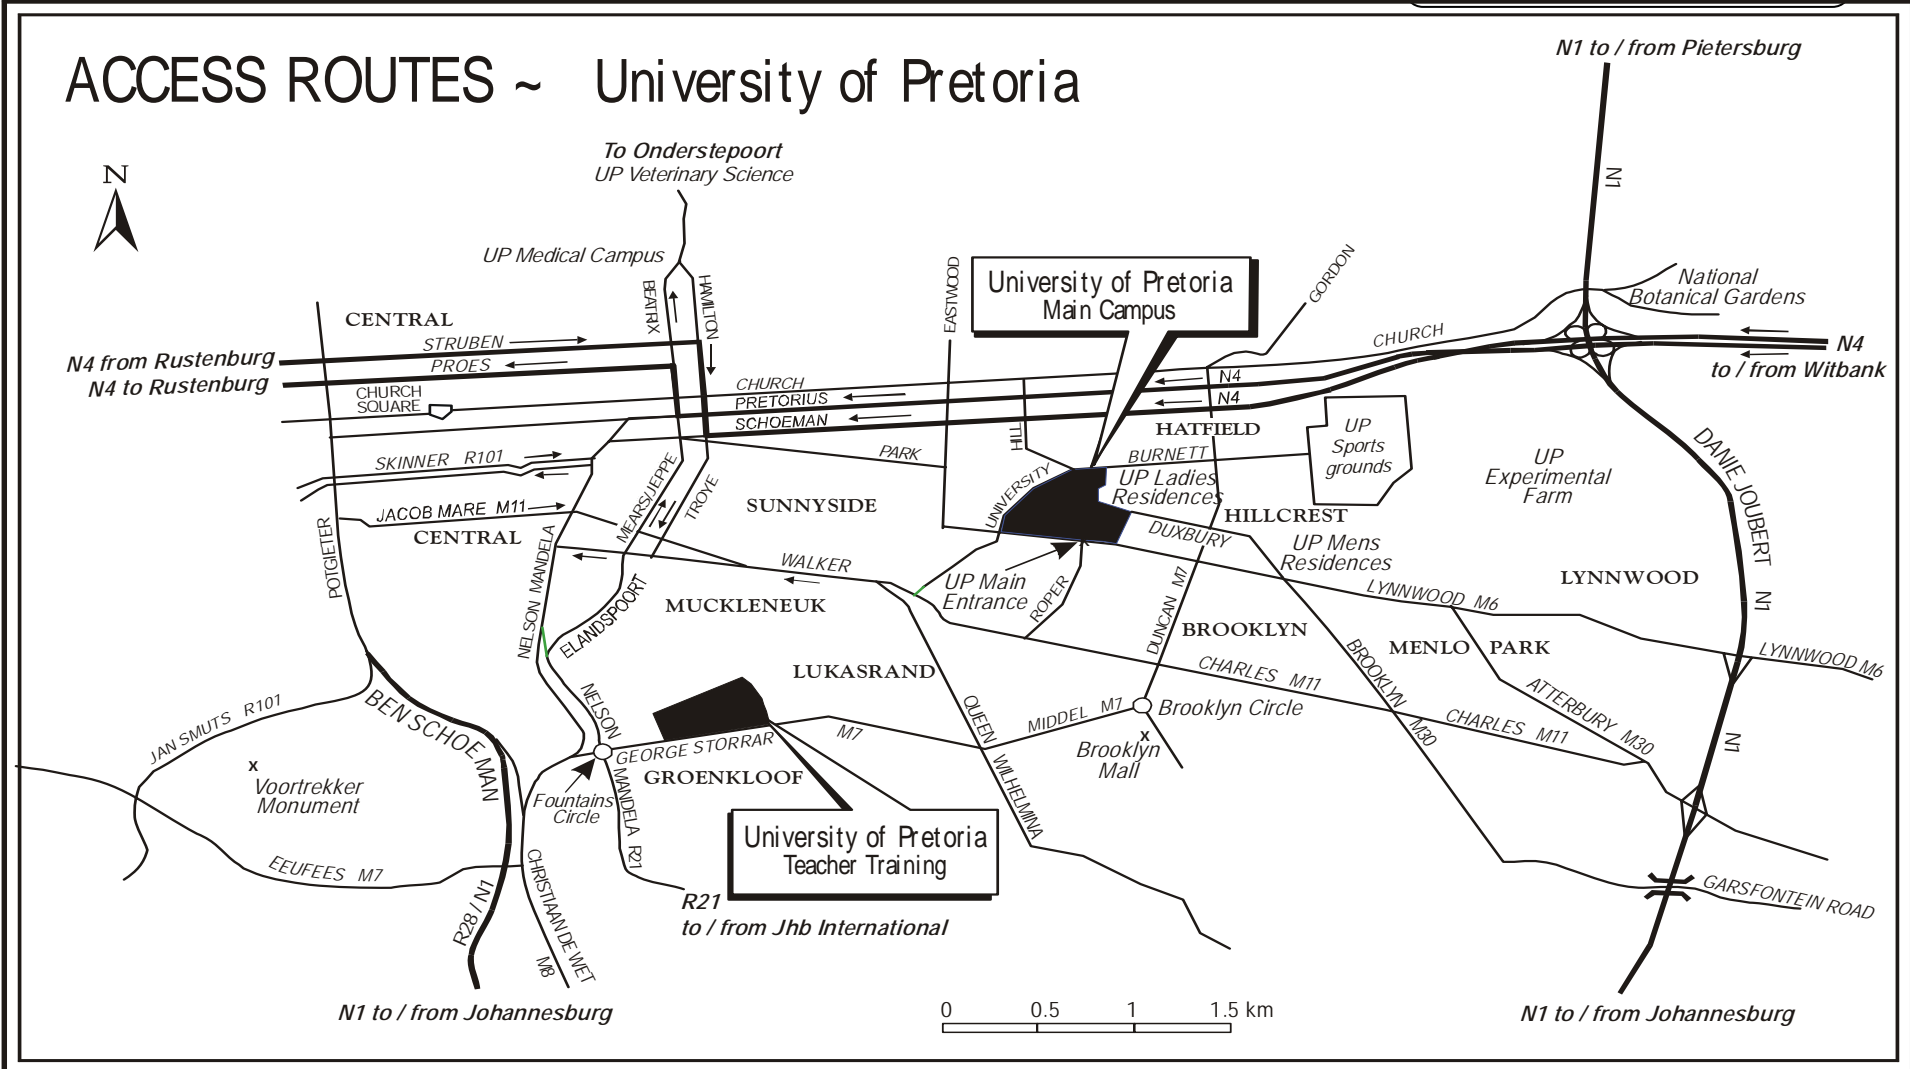 ACCESS ROUTES ~ University of Pretoria
N1 to / from Pietersburg
To Onderstepoort
UP Veterinary Science
N
N1
UP Medical Campus
BEATRIX
HAMILTON
EASTWOOD
University of Pretoria
Main Campus
GORDON
National
Botanical Gardens
CENTRAL
STRUBEN
N4 from Rustenburg
PROES
N4 to Rustenburg
CHURCH
SQUARE
CHURCH
PRETORIUS
SCHOEMAN
CHURCH
N4
N4
N4
to / from Witbank
HILL
HATFIELD
UP
Sports
grounds
PARK
BURNETT
SKINNER R101
MEARS/JEPPE
TROYE
UNIVERSITY
UP Ladies
Residences
UP
Experimental
Farm
DANIE JOUBERT N1
JACOB MARE M11
SUNNYSIDE
HILLCREST
CENTRAL
DUXBURY
UP Mens
Residences
POTGIETER
NELSON MANDELA
WALKER
UP Main
Entrance
ROPER
DUNCAN M7
LYNNWOOD M6
LYNNWOOD
MUCKLENEUK
ELANDSPOORT
BROOKLYN
MENLO PARK
LYNNWOOD M6
LUKASRAND
CHARLES M11
BROOKLYN M30
ATTERBURY M30
BEN SCHOEMAN
NELSON
MANDELA R21
JAN SMUTS R101
QUEEN WILHELMINA
MIDDEL M7
Brooklyn Circle
CHARLES M11
N1
M7
GEORGE STORRAR
x
Brooklyn
Mall
x
Voortrekker
Monument
GROENKLOOF
Fountains
Circle
University of Pretoria
Teacher Training
EEUFEES M7
CHRISTIAAN DE WET
M8
R28 / N1
R21
to / from Jhb International
GARSFONTEIN ROAD
N1 to / from Johannesburg
0 0.5 1 1.5 km
N1 to / from Johannesburg